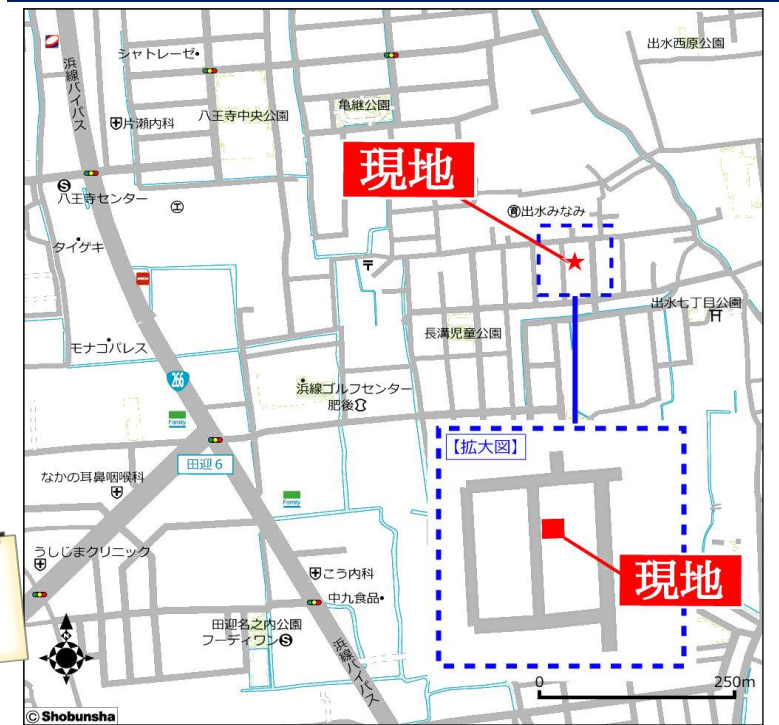 出水西原公園
シャトレーゼ
浜線バイパス
亀継公園
八王寺中央公園
片瀬内科
現地
八王寺センター
出水みなみ
タイゲキ
出水七丁目公園
長溝児童公園
モナコパレス
266
浜線ゴルフセンター
肥後
Family
田迎6
【拡大図】
なかの耳鼻咽喉科
Family
現地
うしじまクリニック
こう内科
中九食品
田迎名之内公園
フーディワン
浜線バイパス
N
0 250m
© Shobunsha